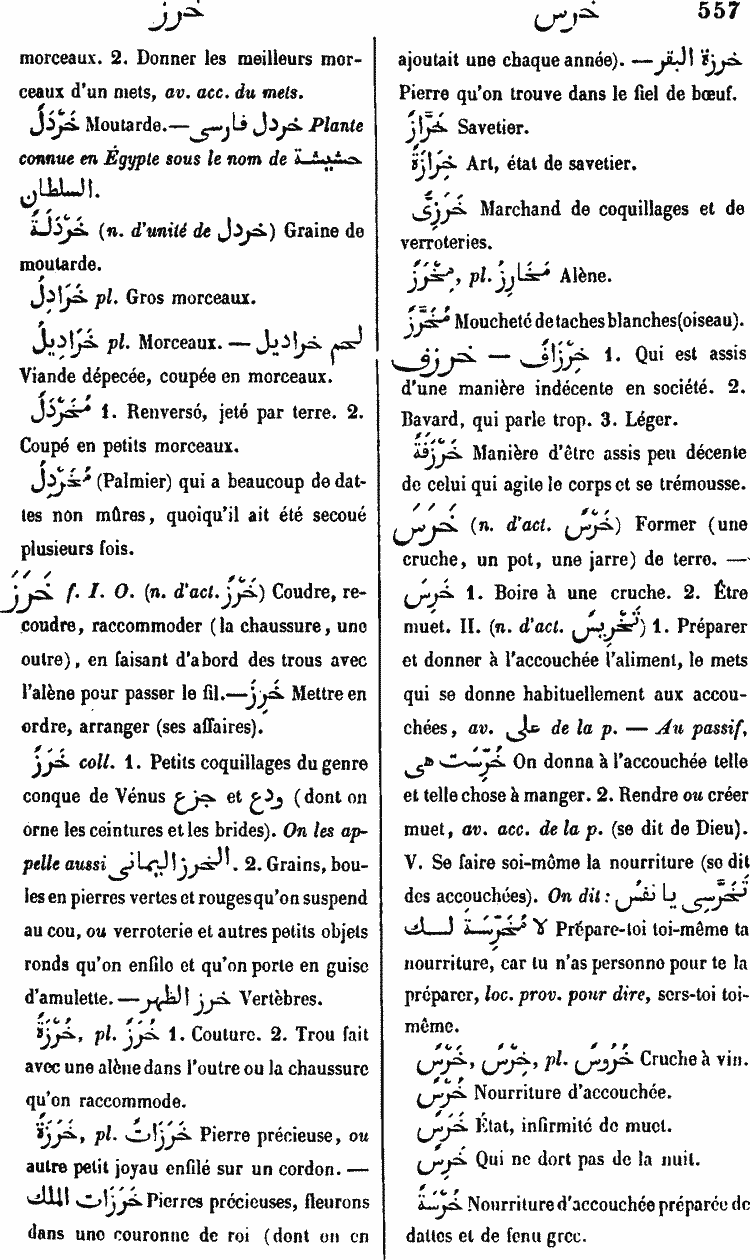 خرز
خرس
557
morceaux. 2. Donner les meilleurs mor-
ceaux d'un mets, av. acc. du mets.
خَرْدَلٌ Moutarde.— خردل فارسى Plante
connue en Égypte sous le nom de حشيشة
السلطان.
خَرْدَلَةٌ (n. d'unité de خردل) Graine de
moutarde.
خَرَادِلُ pl. Gros morceaux.
خَرَادِيلُ pl. Morceaux. — لحم خراديل
Viande dépecée, coupée en morceaux.
مُخَرْدَلٌ 1. Renversé, jeté par terre. 2.
Coupé en petits morceaux.
مُخَرْدِلٌ (Palmier) qui a beaucoup de dat-
tes non mûres, quoiqu'il ait été secoué
plusieurs fois.
خَرَزَ f. I. O. (n. d'act. خَرْزٌ) Coudre, re-
coudre, raccommoder (la chaussure, une
outre), en faisant d'abord des trous avec
l'alène pour passer le fil.— خَرِزَ Mettre en
ordre, arranger (ses affaires).
خَرَزٌ coll. 1. Petits coquillages du genre
conque de Vénus جزع et ودع (dont on
orne les ceintures et les brides). On les ap-
pelle aussi الخرز اليمانى. 2. Grains, bou-
les en pierres vertes et rouges qu'on suspend
au cou, ou verroterie et autres petits objets
ronds qu'on enfile et qu'on porte en guise
d'amulette. — خرز الظهر Vertèbres.
خُرْزَةٌ, pl. خُرَزٌ 1. Couture. 2. Trou fait
avec une alène dans l'outre ou la chaussure
qu'on raccommode.
خَرَزَةٌ, pl. خَرَزَاتٌ Pierre précieuse, ou
autre petit joyau enfilé sur un cordon. —
خَرَزَات الملك Pierres précieuses, fleurons
dans une couronne de roi (dont on en
ajoutait une chaque année). — خرزة البقر
Pierre qu'on trouve dans le fiel de bœuf.
خَرَّازٌ Savetier.
خِرَازَةٌ Art, état de savetier.
خَرَزِىٌّ Marchand de coquillages et de
verroteries.
مِخْرَزٌ, pl. مَخَارِزُ Alène.
مُخَرَّزٌ Moucheté de taches blanches (oiseau).
خرزف — خِرْزَافٌ 1. Qui est assis
d'une manière indécente en société. 2.
Bavard, qui parle trop. 3. Léger.
خَرْزَفَةٌ Manière d'être assis peu décente
de celui qui agite le corps et se trémousse.
خَرَسَ (n. d'act. خَرْسٌ) Former (une
cruche, un pot, une jarre) de terre. —
خَرِسَ 1. Boire à une cruche. 2. Être
muet. II. (n. d'act. تَخْرِيسٌ) 1. Préparer
et donner à l'accouchée l'aliment, le mets
qui se donne habituellement aux accou-
chées, av. على de la p. — Au passif,
خُرِّسَت هى On donna à l'accouchée telle
et telle chose à manger. 2. Rendre ou créer
muet, av. acc. de la p. (se dit de Dieu).
V. Se faire soi-même la nourriture (se dit
des accouchées). On dit: تَخَرَّسِى يا نفسُ
لا مُخَرِّسَةَ لــك Prépare-toi toi-même ta
nourriture, car tu n'as personne pour te la
préparer, loc. prov. pour dire, sers-toi toi-
même.
خَرْسٌ, خِرْسٌ, pl. خُرُوسٌ Cruche à vin.
خُرْسٌ Nourriture d'accouchée.
خَرَسٌ État, infirmité de muet.
خَرِسٌ Qui ne dort pas de la nuit.
خُرْسَةٌ Nourriture d'accouchée préparée de
dattes et de fenu grec.